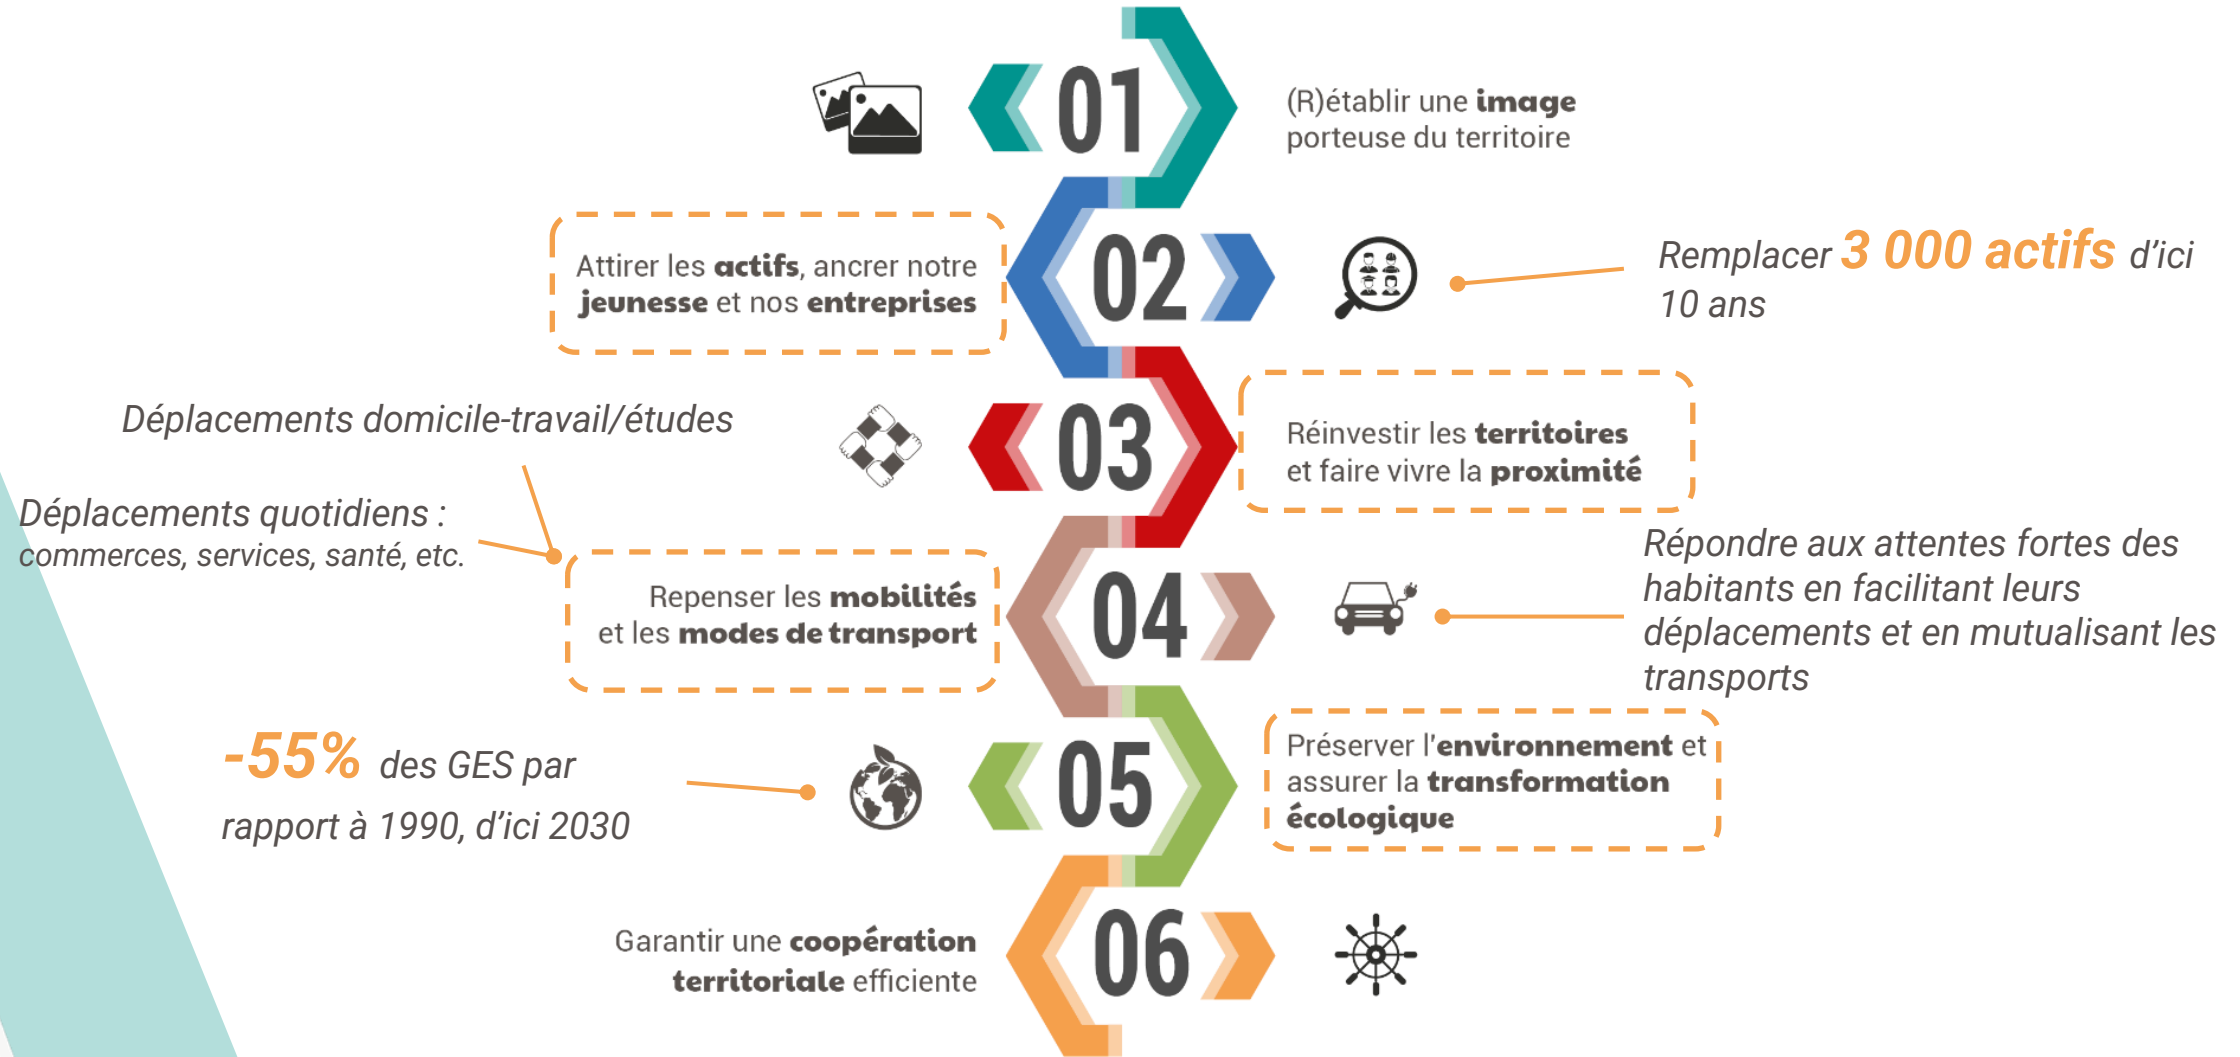 01
(R)établir une image
porteuse du territoire
Attirer les actifs, ancrer notre
jeunesse et nos entreprises
02
Remplacer 3 000 actifs d’ici
10 ans
Déplacements domicile-travail/études
Déplacements quotidiens :
commerces, services, santé, etc.
03
Réinvestir les territoires
et faire vivre la proximité
Repenser les mobilités
et les modes de transport
04
Répondre aux attentes fortes des
habitants en facilitant leurs
déplacements et en mutualisant les
transports
-55% des GES par
rapport à 1990, d’ici 2030
05
Préserver l'environnement et
assurer la transformation
écologique
Garantir une coopération
territoriale efficiente
06